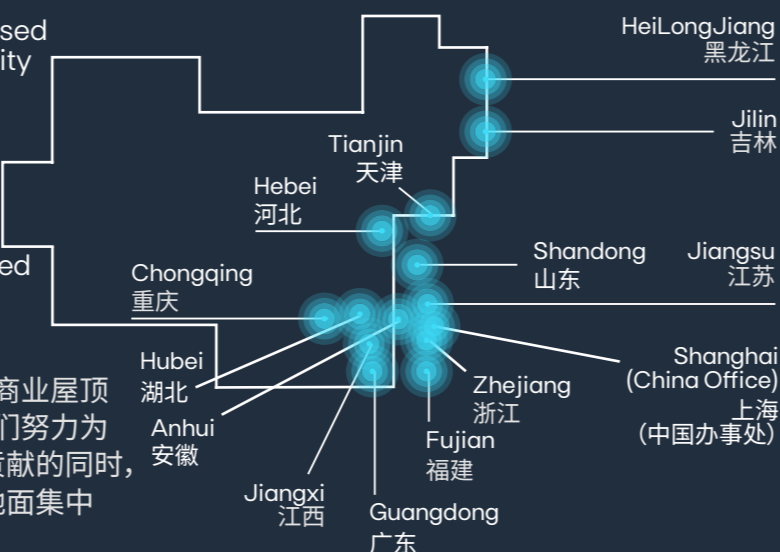 sed
ity
HeiLongJiang
黑龙江
Jilin
吉林
Tianjin
天津
Hebei
河北
Shandong
山东
Jiangsu
江苏
ed
Chongqing
重庆
Hubei
湖北
Shanghai
(China Office)
上海
（中国办事处）
Zhejiang
浙江
Anhui
安徽
Fujian
福建
商业屋顶
们努力为
贡献的同时，
地面集中
Jiangxi
江西
Guangdong
广东